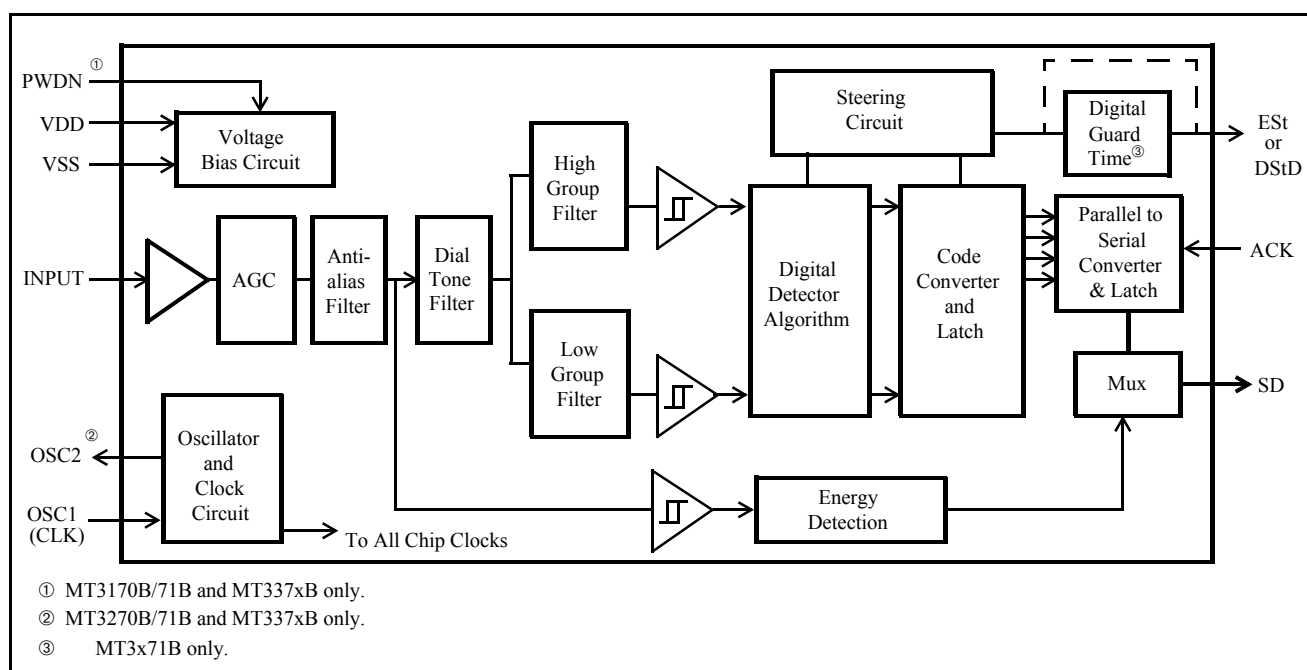 PWDN ①
VDD
VSS
Voltage
Bias Circuit
INPUT
AGC
Anti-
alias
Filter
Dial
Tone
Filter
High
Group
Filter
Low
Group
Filter
Steering
Circuit
Digital
Detector
Algorithm
Code
Converter
and
Latch
Digital
Guard
Time③
ESt
or
DStD
Parallel to
Serial
Converter
& Latch
ACK
Mux
SD
OSC2 ②
OSC1
(CLK)
Oscillator
and
Clock
Circuit
To All Chip Clocks
Energy
Detection
① MT3170B/71B and MT337xB only.
② MT3270B/71B and MT337xB only.
③ MT3x71B only.